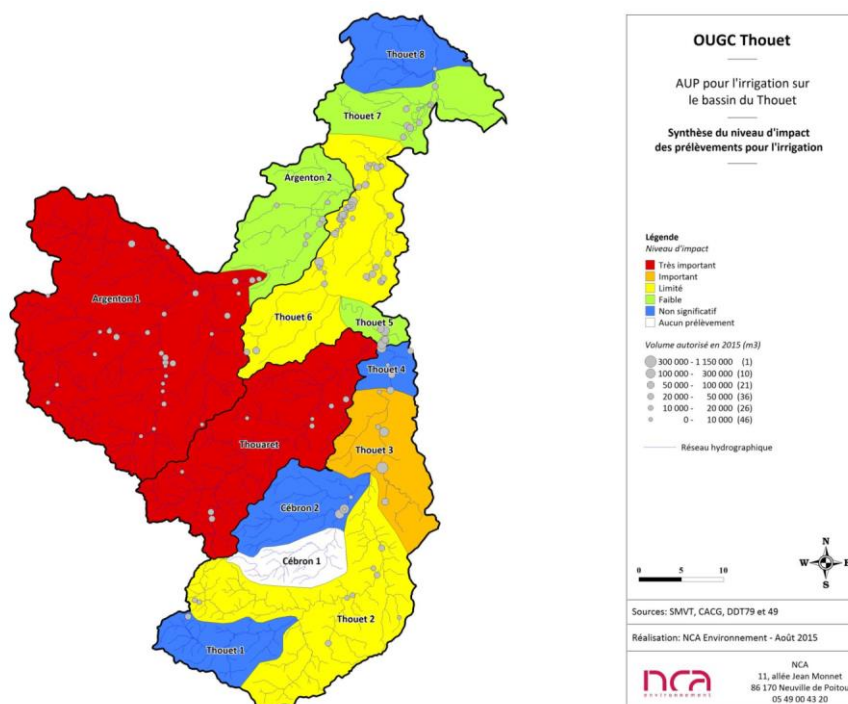 Thouet 8
Thouet 7
Argenton 2
Argenton 1
Thouet 6
Thouet 5
Thouet 4
Thouaret
Thouet 3
Cébron 2
Cébron 1
Thouet 2
Thouet 1
OUGC Thouet
AUP pour l'irrigation sur
le bassin du Thouet
Synthèse du niveau d'impact
des prélèvements pour l'irrigation
Légende
Niveau d'impact
Très important
Important
Limité
Faible
Non significatif
Aucun prélèvement
Volume autorisé en 2015 (m3)
300 000 - 1 150 000 (1)
100 000 - 300 000 (10)
50 000 - 100 000 (21)
20 000 - 50 000 (36)
10 000 - 20 000 (26)
0 - 10 000 (46)
Réseau hydrographique
N
W E
S
0 5 10
Sources: SMVT, CACG, DDT79 et 49
Réalisation: NCA Environnement - Août 2015
nca
environnement
NCA
11, allée Jean Monnet
86 170 Neuville de Poitou
05 49 00 43 20